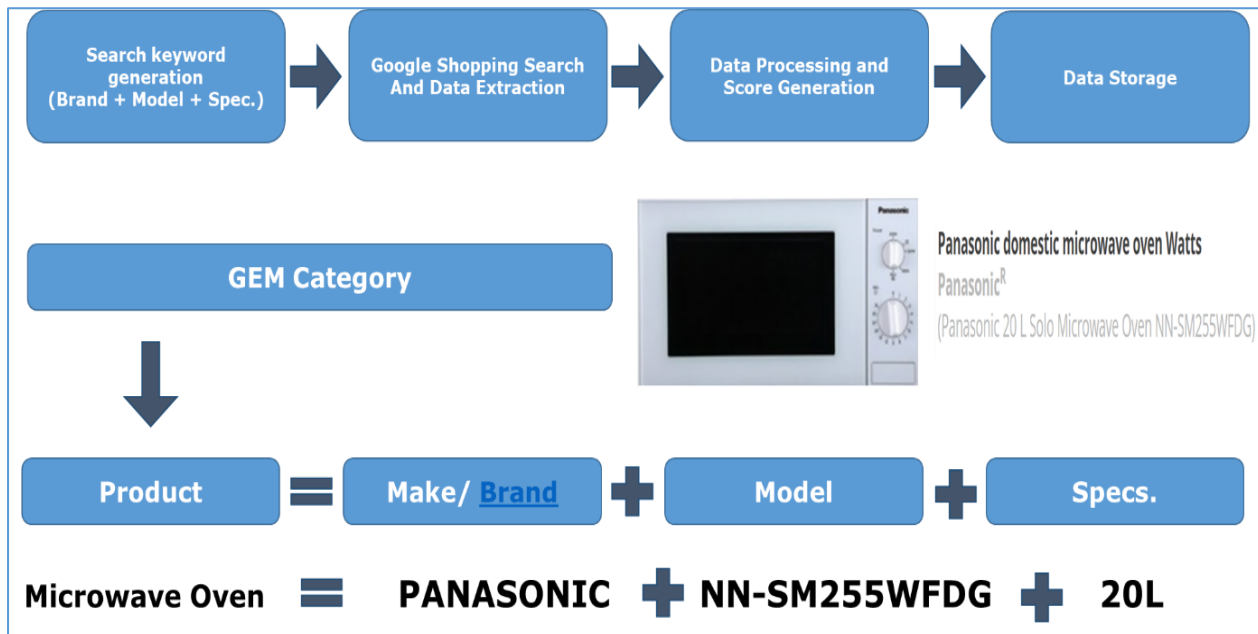 Search keyword
generation
(Brand + Model + Spec.)
Google Shopping Search
And Data Extraction
Data Processing and
Score Generation
Data Storage
GEM Category
Panasonic
Panasonic domestic microwave oven Watts
Panasonic^R
(Panasonic 20 L Solo Microwave Oven NN-SM255WFDG)
Product
=
Make/ Brand
+
Model
+
Specs.
Microwave Oven = PANASONIC + NN-SM255WFDG + 20L